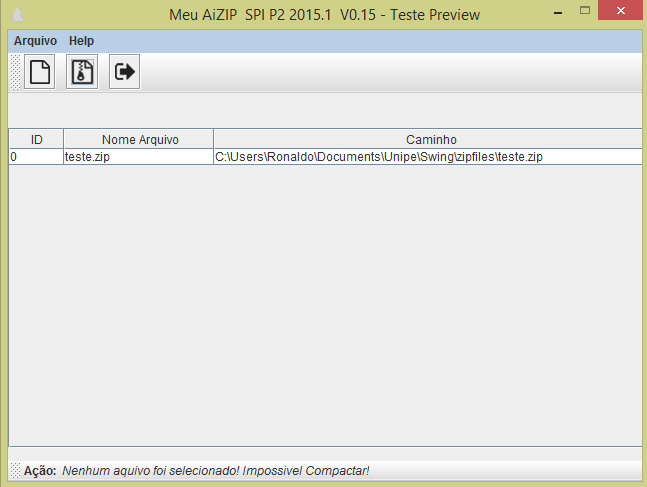 Meu AiZIP SPI P2 2015.1 V0.15 - Teste Preview
Arquivo Help
ID Nome Arquivo Caminho
0 teste.zip C:\Users\Ronaldo\Documents\Unipe\Swing\zipfiles\teste.zip
Ação: Nenhum aquivo foi selecionado! Impossivel Compactar!